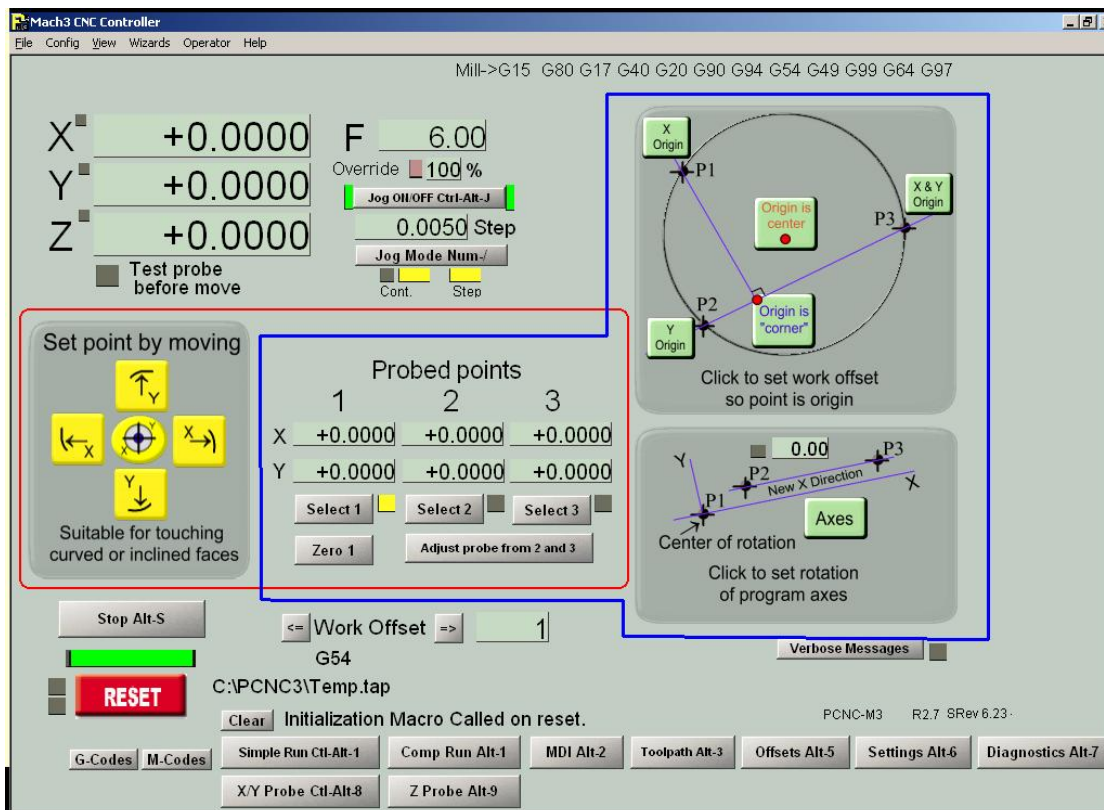 Mach3 CNC Controller
File Config View Wizards Operator Help
Mill->G15 G80 G17 G40 G20 G90 G94 G54 G49 G99 G64 G97
X +0.0000
Y +0.0000
Z +0.0000
Test probe
before move
F 6.00
Override 100 %
Jog ON/OFF Ctrl-Alt-J
0.0050 Step
Jog Mode Num-/
Cont. Step
X
Origin
P1
X & Y
Origin
P3
Origin is
center
P2
Origin is
"corner"
Y
Origin
Click to set work offset
so point is origin
Set point by moving
Y
X
X Y
X
Y
Suitable for touching
curved or inclined faces
Probed points
1 2 3
X +0.0000 +0.0000 +0.0000
Y +0.0000 +0.0000 +0.0000
Select 1 Select 2 Select 3
Zero 1 Adjust probe from 2 and 3
0.00
Y P2 P3
New X Direction
P1 X
Axes
Center of rotation
Click to set rotation
of program axes
Stop Alt-S
<= Work Offset => 1
G54
Verbose Messages
RESET
C:\PCNC3\Temp.tap
Clear Initialization Macro Called on reset.
PCNC-M3 R2.7 SRev 6.23·
G-Codes M-Codes
Simple Run Ctl-Alt-1 Comp Run Alt-1 MDI Alt-2 Toolpath Alt-3 Offsets Alt-5 Settings Alt-6 Diagnostics Alt-7
X/Y Probe Ctl-Alt-8 Z Probe Alt-9